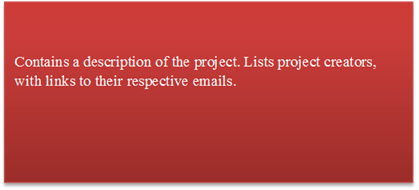 Contains a description of the project. Lists project creators,
with links to their respective emails.